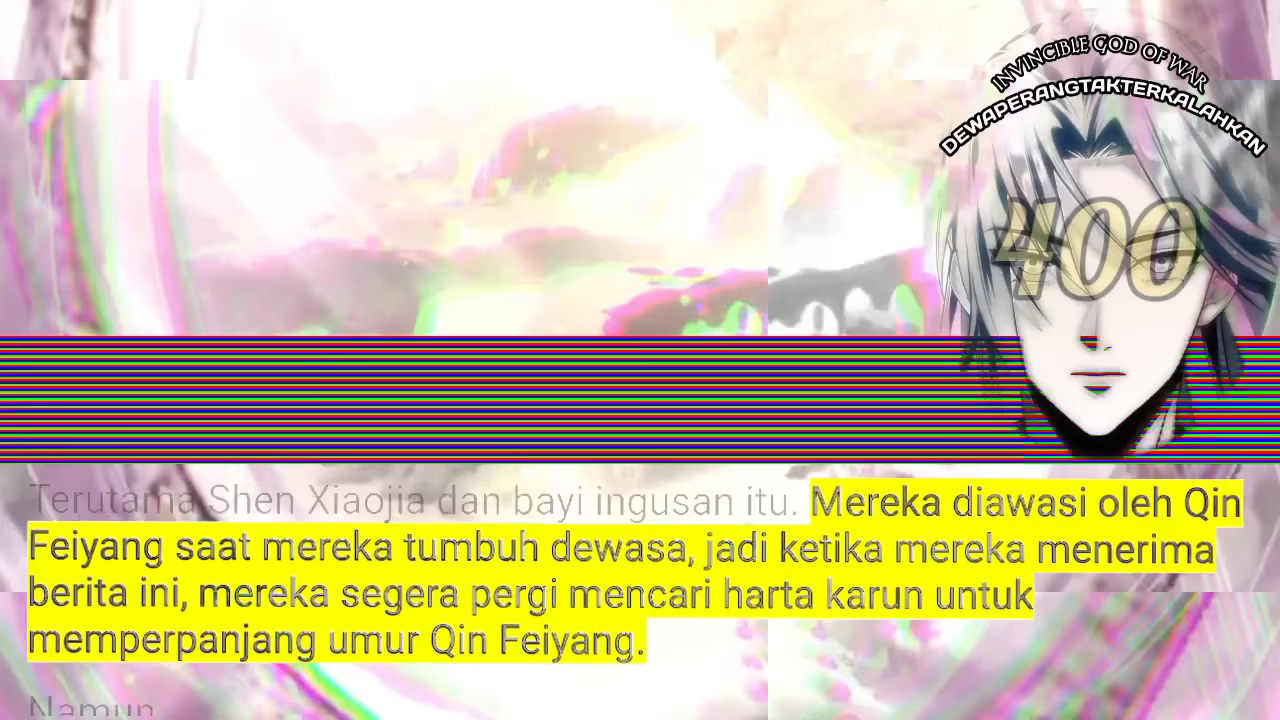 INVINCIBLE GOD OF WAR
DEWAPERANGTAKTERKALAHKAN
400
Terutama Shen Xiaojia dan bayi ingusan itu. Mereka diawasi oleh Qin
Feiyang saat mereka tumbuh dewasa, jadi ketika mereka menerima
berita ini, mereka segera pergi mencari harta karun untuk
memperpanjang umur Qin Feiyang.
Namun